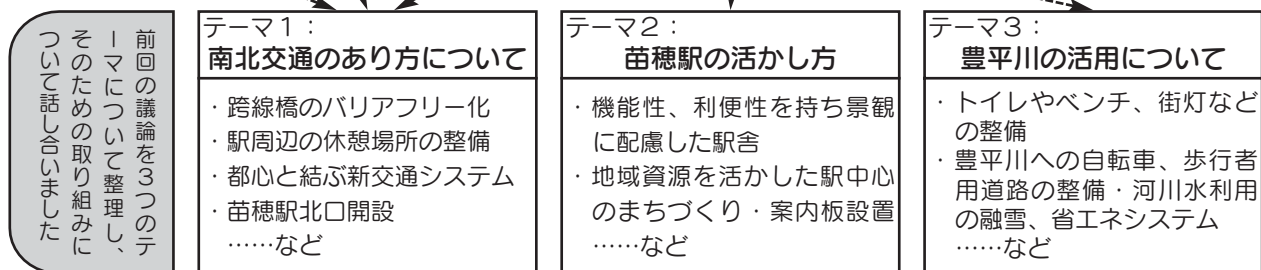 前回の議論を３つのテ
ーマについて整理し、
そのための取り組みに
ついて話し合いました
テーマ１：
南北交通のあり方について
・跨線橋のバリアフリー化
・駅周辺の休憩場所の整備
・都心と結ぶ新交通システム
・苗穂駅北口開設
……など
テーマ２：
苗穂駅の活かし方
・機能性、利便性を持ち景観
に配慮した駅舎
・地域資源を活かした駅中心
のまちづくり・案内板設置
……など
テーマ３：
豊平川の活用について
・トイレやベンチ、街灯など
の整備
・豊平川への自転車、歩行者
用道路の整備・河川水利用
の融雪、省エネシステム
……など